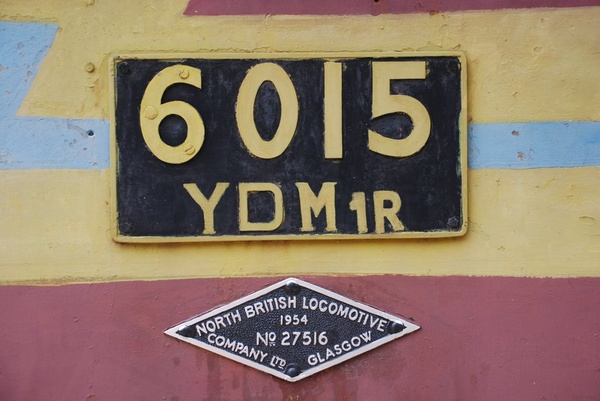 6015
YDM1R
NORTH BRITISH LOCOMOTIVE
1954
No 27516
COMPANY LTD GLASGOW